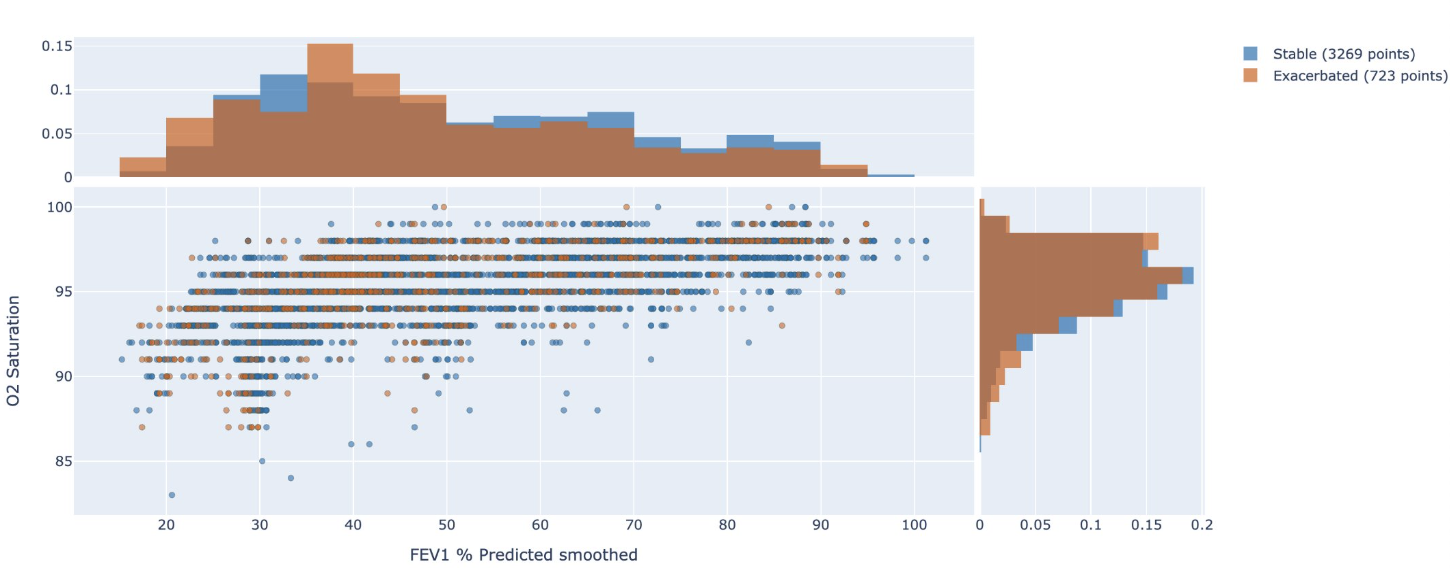 0.15
0.1
0.05
0
Stable (3269 points)
Exacerbated (723 points)
100
95
90
85
O2 Saturation
20 30 40 50 60 70 80 90 100
0 0.05 0.1 0.15 0.2
FEV1 % Predicted smoothed